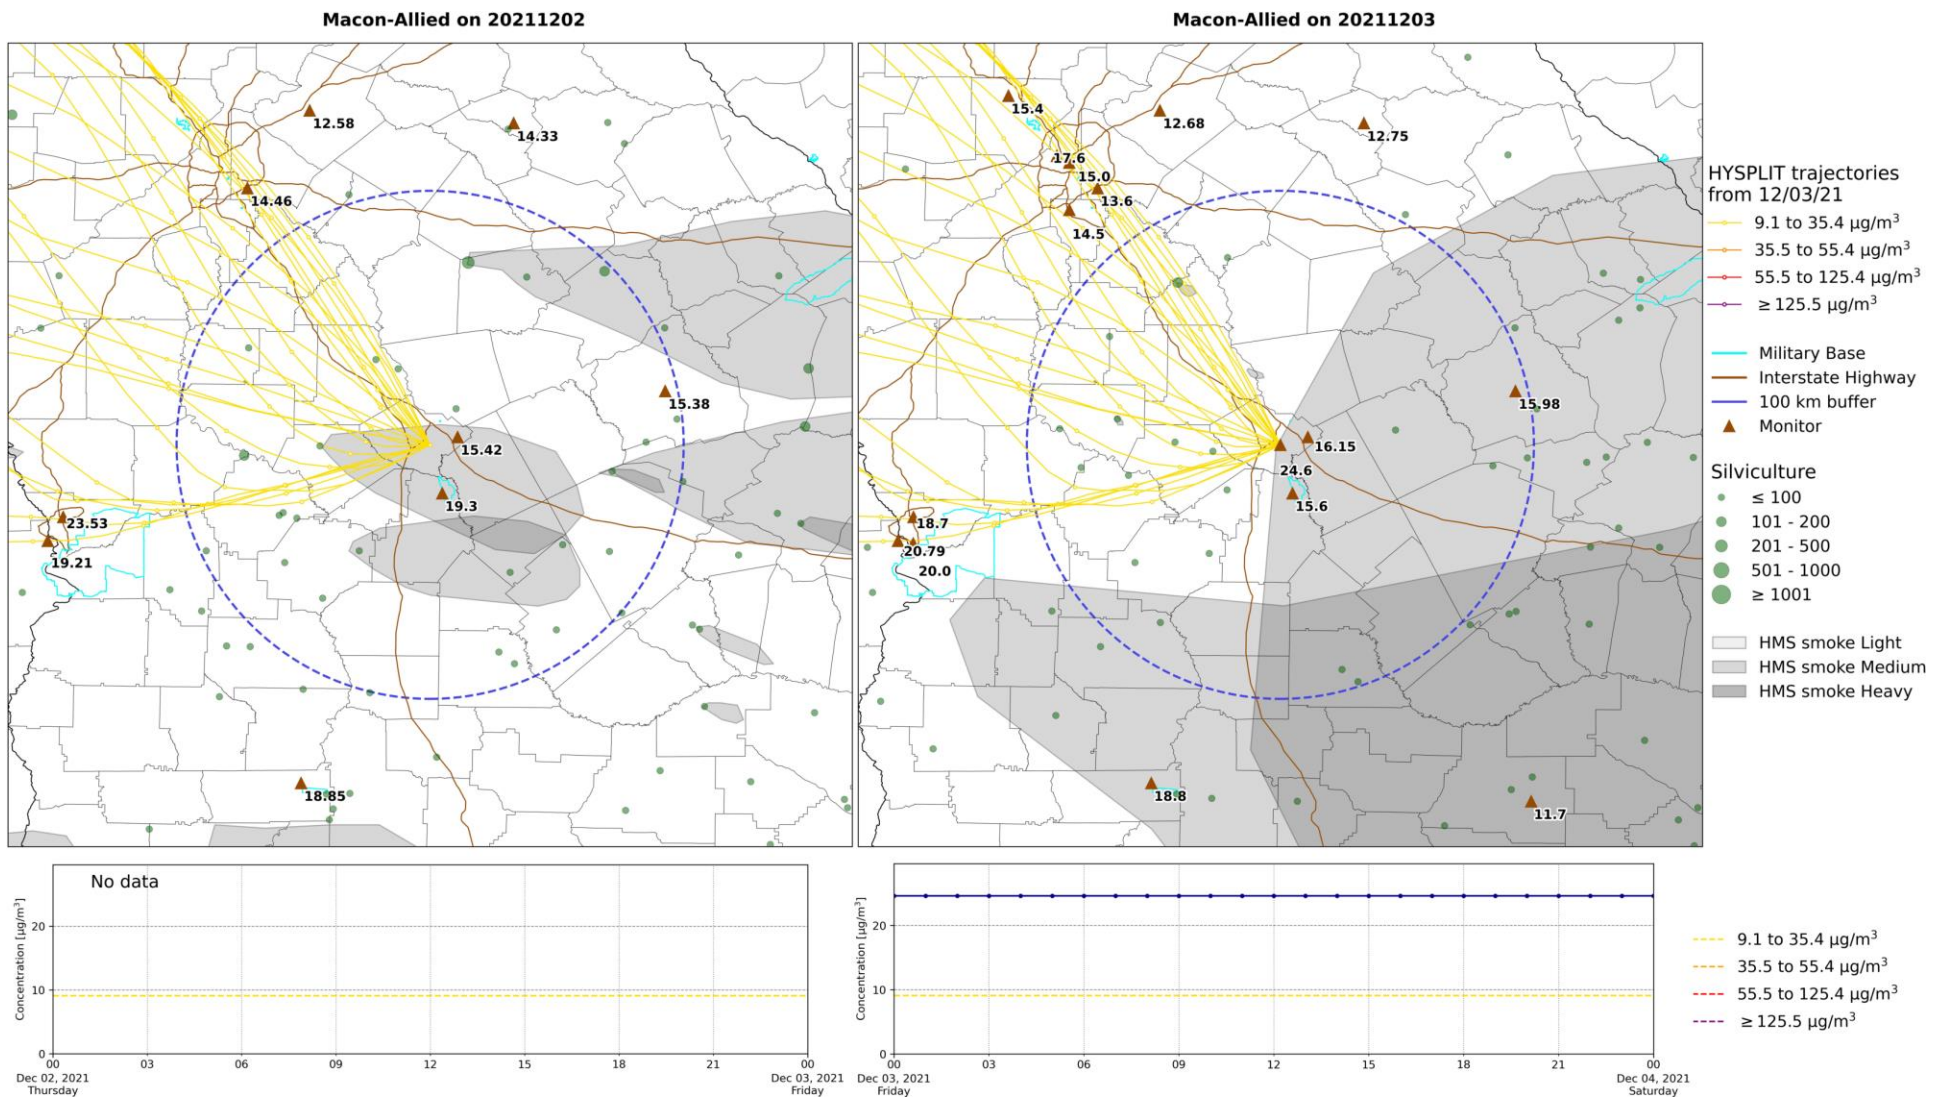 Macon-Allied on 20211202
12.58
14.33
14.46
15.38
15.42
19.3
23.53
19.21
18.85
Macon-Allied on 20211203
15.4
12.68
12.75
17.6
15.0
13.6
14.5
15.98
16.15
24.6
15.6
18.7
20.79
20.0
18.8
11.7
HYSPLIT trajectories
from 12/03/21
9.1 to 35.4 µg/m³
35.5 to 55.4 µg/m³
55.5 to 125.4 µg/m³
≥ 125.5 µg/m³
Military Base
Interstate Highway
100 km buffer
Monitor
Silviculture
≤ 100
101 - 200
201 - 500
501 - 1000
≥ 1001
HMS smoke Light
HMS smoke Medium
HMS smoke Heavy
No data
Concentration [µg/m³]
20
10
0
00 03 06 09 12 15 18 21 00
Dec 02, 2021 Dec 03, 2021
Thursday Friday
Concentration [µg/m³]
20
10
0
00 03 06 09 12 15 18 21 00
Dec 03, 2021 Dec 04, 2021
Friday Saturday
9.1 to 35.4 µg/m³
35.5 to 55.4 µg/m³
55.5 to 125.4 µg/m³
≥ 125.5 µg/m³